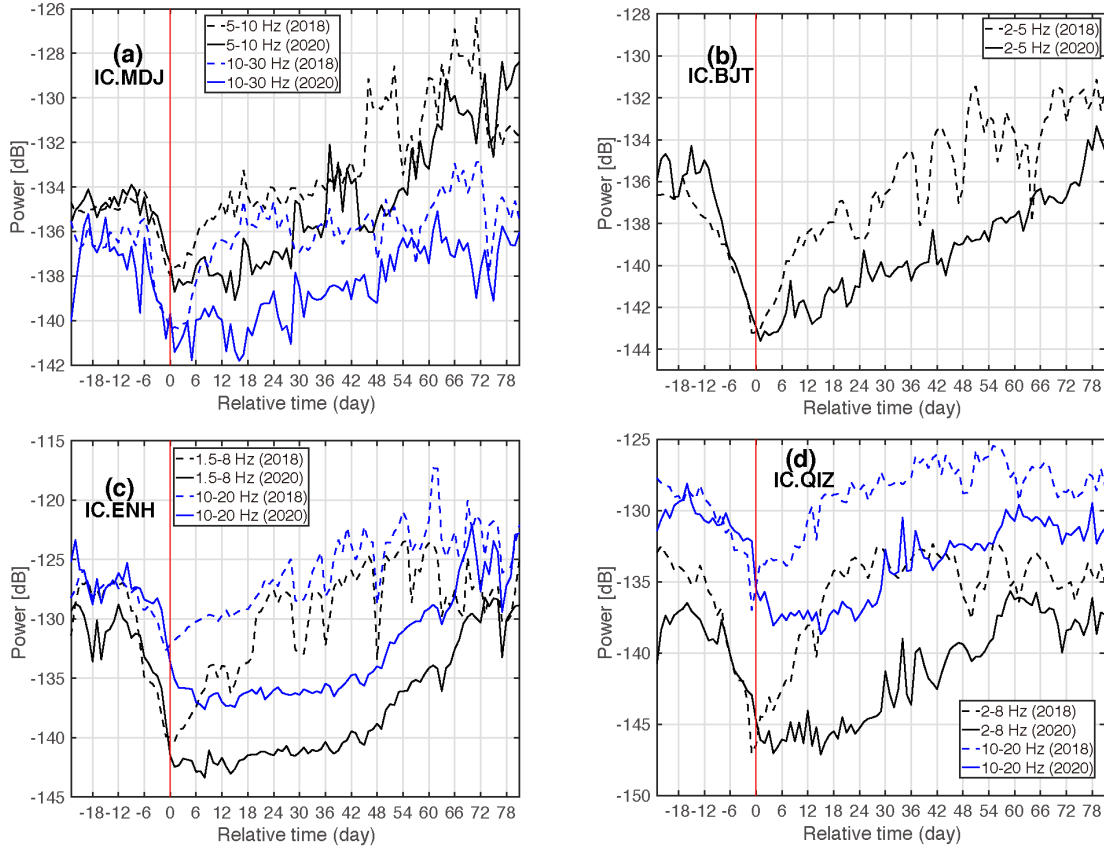 -126
-128
-130
-132
-134
-136
-138
-140
-142
Power [dB]
(a)
IC.MDJ
5-10 Hz (2018)
5-10 Hz (2020)
10-30 Hz (2018)
10-30 Hz (2020)
-18 -12 -6 0 6 12 18 24 30 36 42 48 54 60 66 72 78
Relative time (day)
-128
-130
-132
-134
-136
-138
-140
-142
-144
Power [dB]
(b)
IC.BJT
2-5 Hz (2018)
2-5 Hz (2020)
-18 -12 -6 0 6 12 18 24 30 36 42 48 54 60 66 72 78
Relative time (day)
-115
-120
-125
-130
-135
-140
-145
Power [dB]
(c)
IC.ENH
1.5-8 Hz (2018)
1.5-8 Hz (2020)
10-20 Hz (2018)
10-20 Hz (2020)
-18 -12 -6 0 6 12 18 24 30 36 42 48 54 60 66 72 78
Relative time (day)
-125
-130
-135
-140
-145
-150
Power [dB]
(d)
IC.QIZ
2-8 Hz (2018)
2-8 Hz (2020)
10-20 Hz (2018)
10-20 Hz (2020)
-18 -12 -6 0 6 12 18 24 30 36 42 48 54 60 66 72 78
Relative time (day)